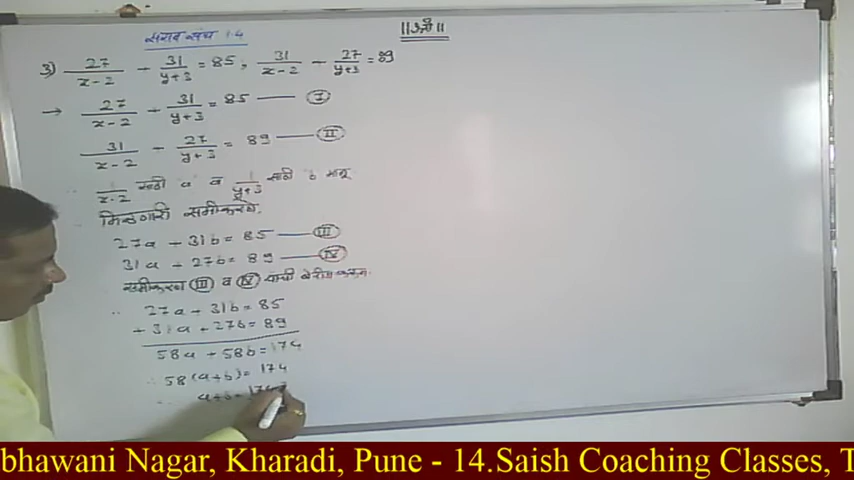 सराव संच 1.4
||ॐ||
3) 27/x-2 + 31/y+3 = 85 ; 31/x-2 + 27/y+3 = 89
→ 27/x-2 + 31/y+3 = 85 — Ⓘ
31/x-2 + 27/y+3 = 89 — II
∴ 1/x-2 साठी a व 1/y+3 साठी b मानू
मिळणारी समीकरणे.
27a + 31b = 85 — III
31a + 27b = 89 — IV
समीकरण III व IV यांची बेरीज करून
∴ 27a + 31b = 85
+ 31a + 27b = 89
58a + 58b = 174
∴ 58(a+b) = 174
∴ a+b = 174
bhawani Nagar, Kharadi, Pune - 14.Saish Coaching Classes, T